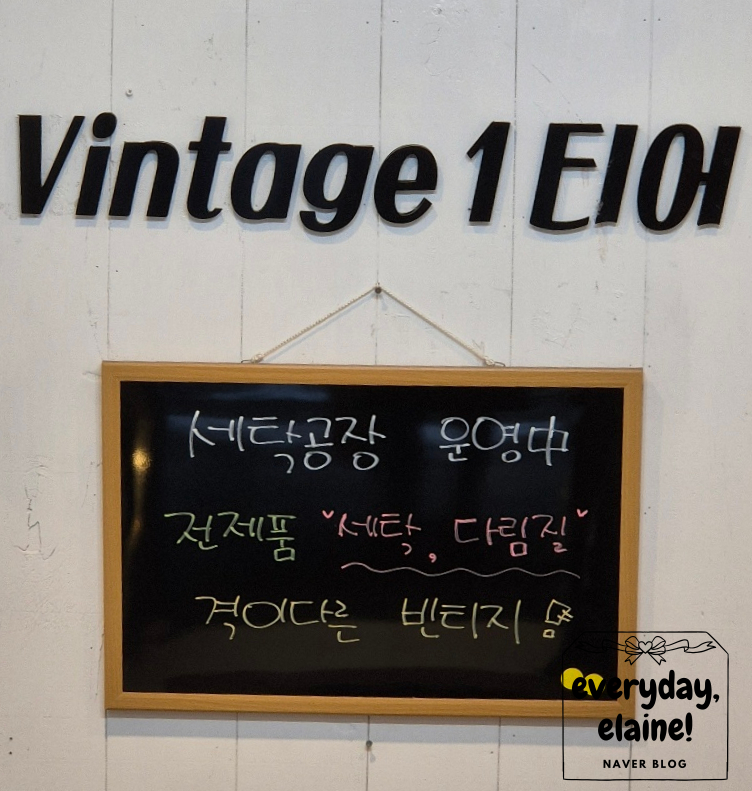 Vintage 1티어
세탁공장 운영中
전제품 "세탁, 다림질"
격이다른 빈티지
everyday,
elaine!
NAVER BLOG